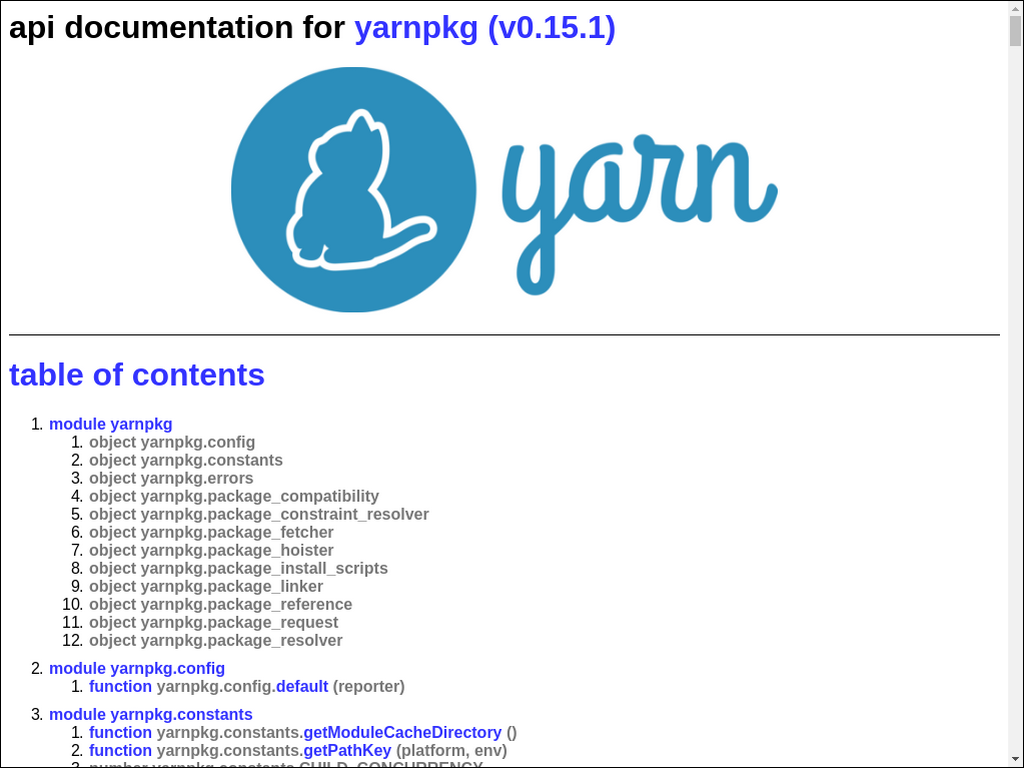 api documentation for yarnpkg (v0.15.1)
yarn
table of contents
1. module yarnpkg
1. object yarnpkg.config
2. object yarnpkg.constants
3. object yarnpkg.errors
4. object yarnpkg.package_compatibility
5. object yarnpkg.package_constraint_resolver
6. object yarnpkg.package_fetcher
7. object yarnpkg.package_hoister
8. object yarnpkg.package_install_scripts
9. object yarnpkg.package_linker
10. object yarnpkg.package_reference
11. object yarnpkg.package_request
12. object yarnpkg.package_resolver
2. module yarnpkg.config
1. function yarnpkg.config.default (reporter)
3. module yarnpkg.constants
1. function yarnpkg.constants.getModuleCacheDirectory ()
2. function yarnpkg.constants.getPathKey (platform, env)
3. number yarnpkg.constants.CHILD_CONCURRENCY